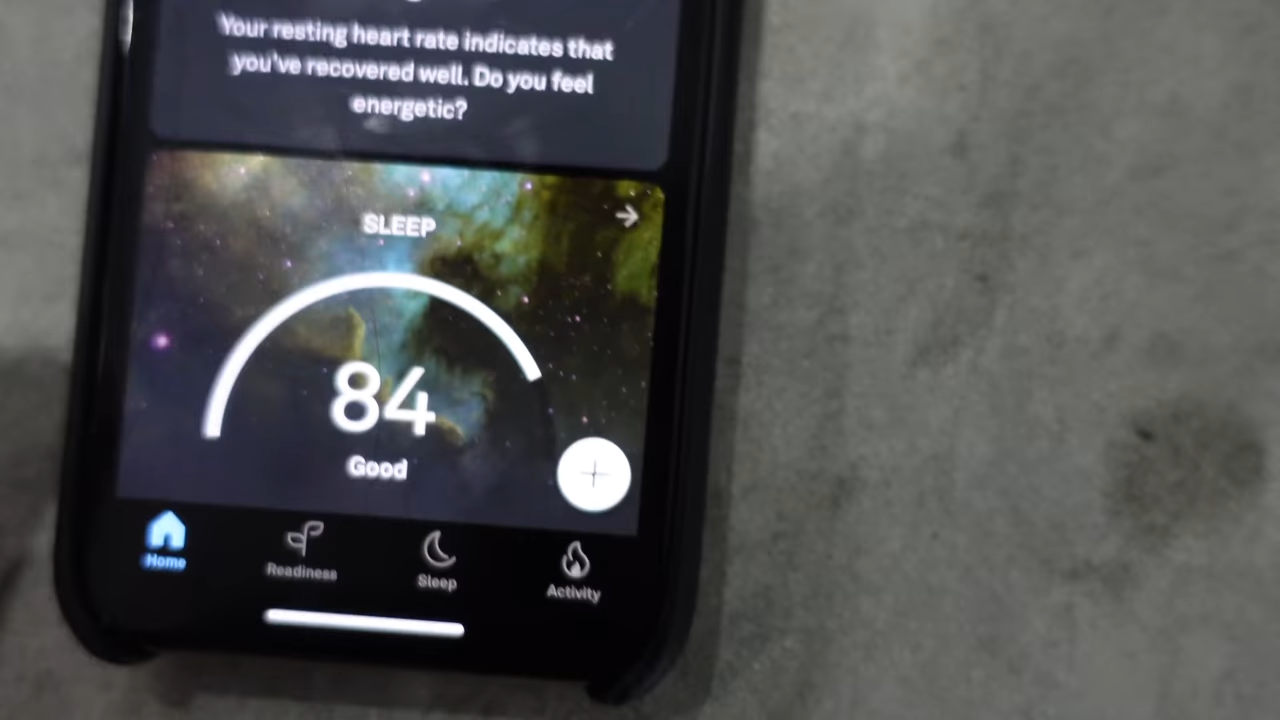 Your resting heart rate indicates that
you've recovered well. Do you feel
energetic?
SLEEP
84
Good
Home
Readiness
Sleep
Activity